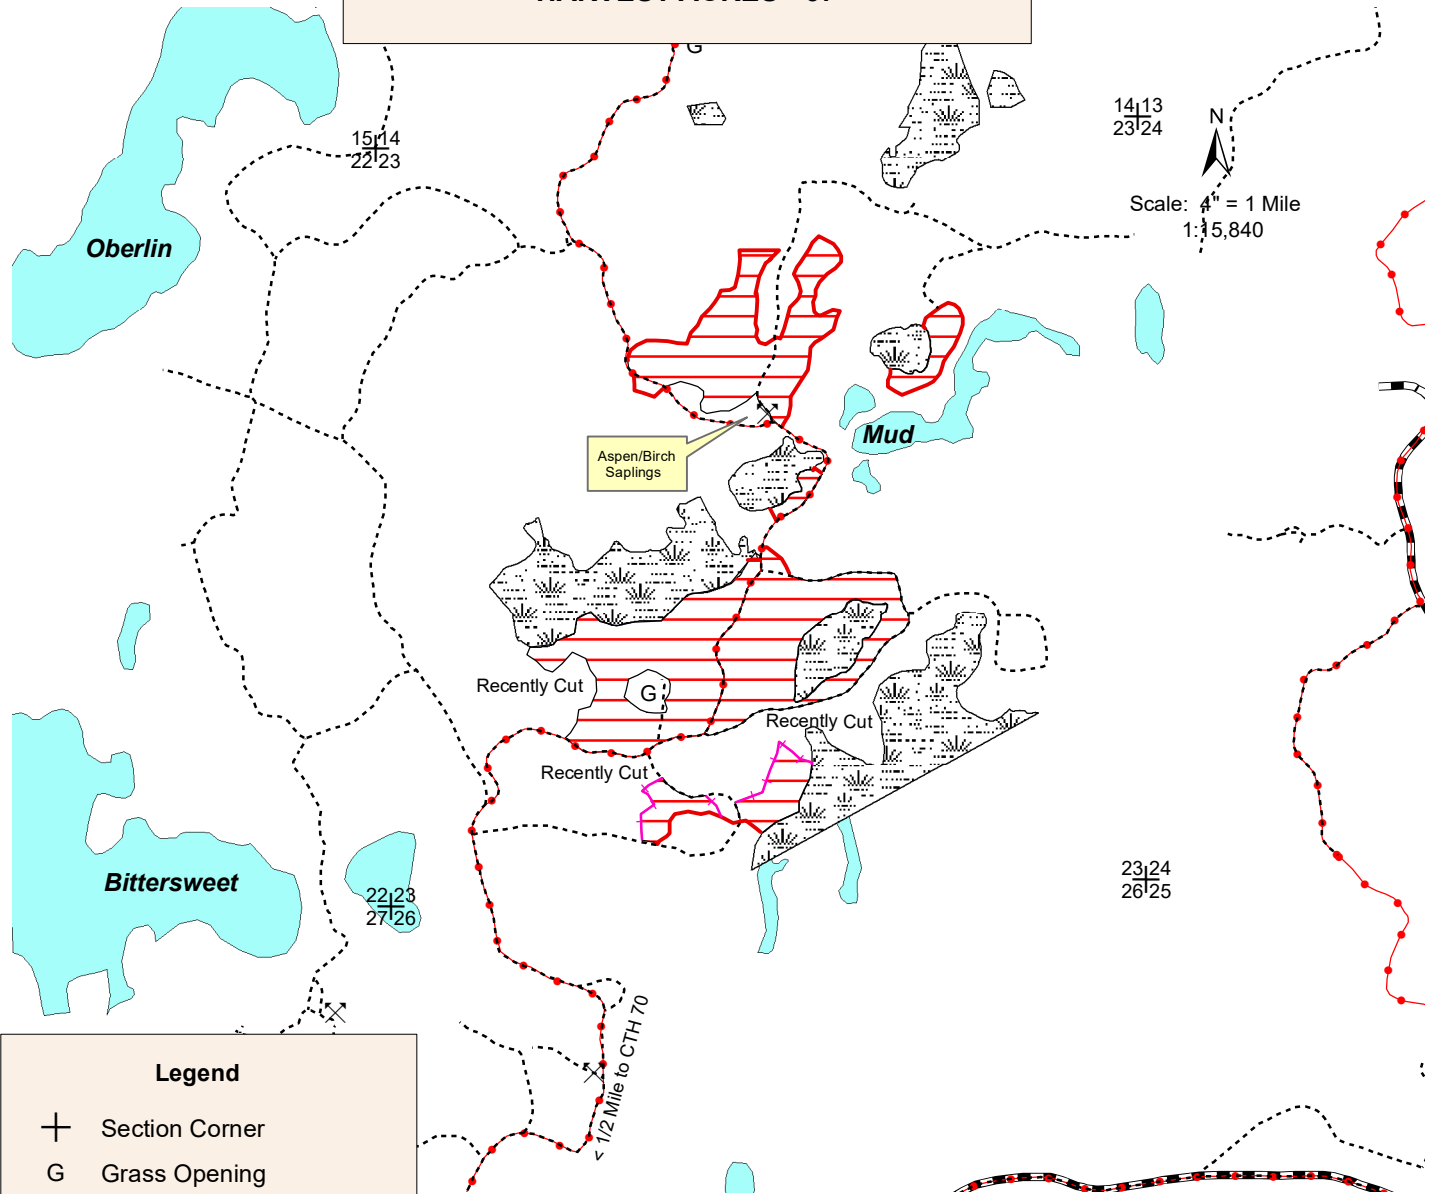 G
15 14
22 23
14 13
23 24
N
Scale: 4" = 1 Mile
1:15,840
Oberlin
Mud
Aspen/Birch
Saplings
Recently Cut
G
Recently Cut
Recently Cut
Bittersweet
22 23
27 26
23 24
26 25
< 1/2 Mile to CTH 70
Legend
Section Corner
G Grass Opening